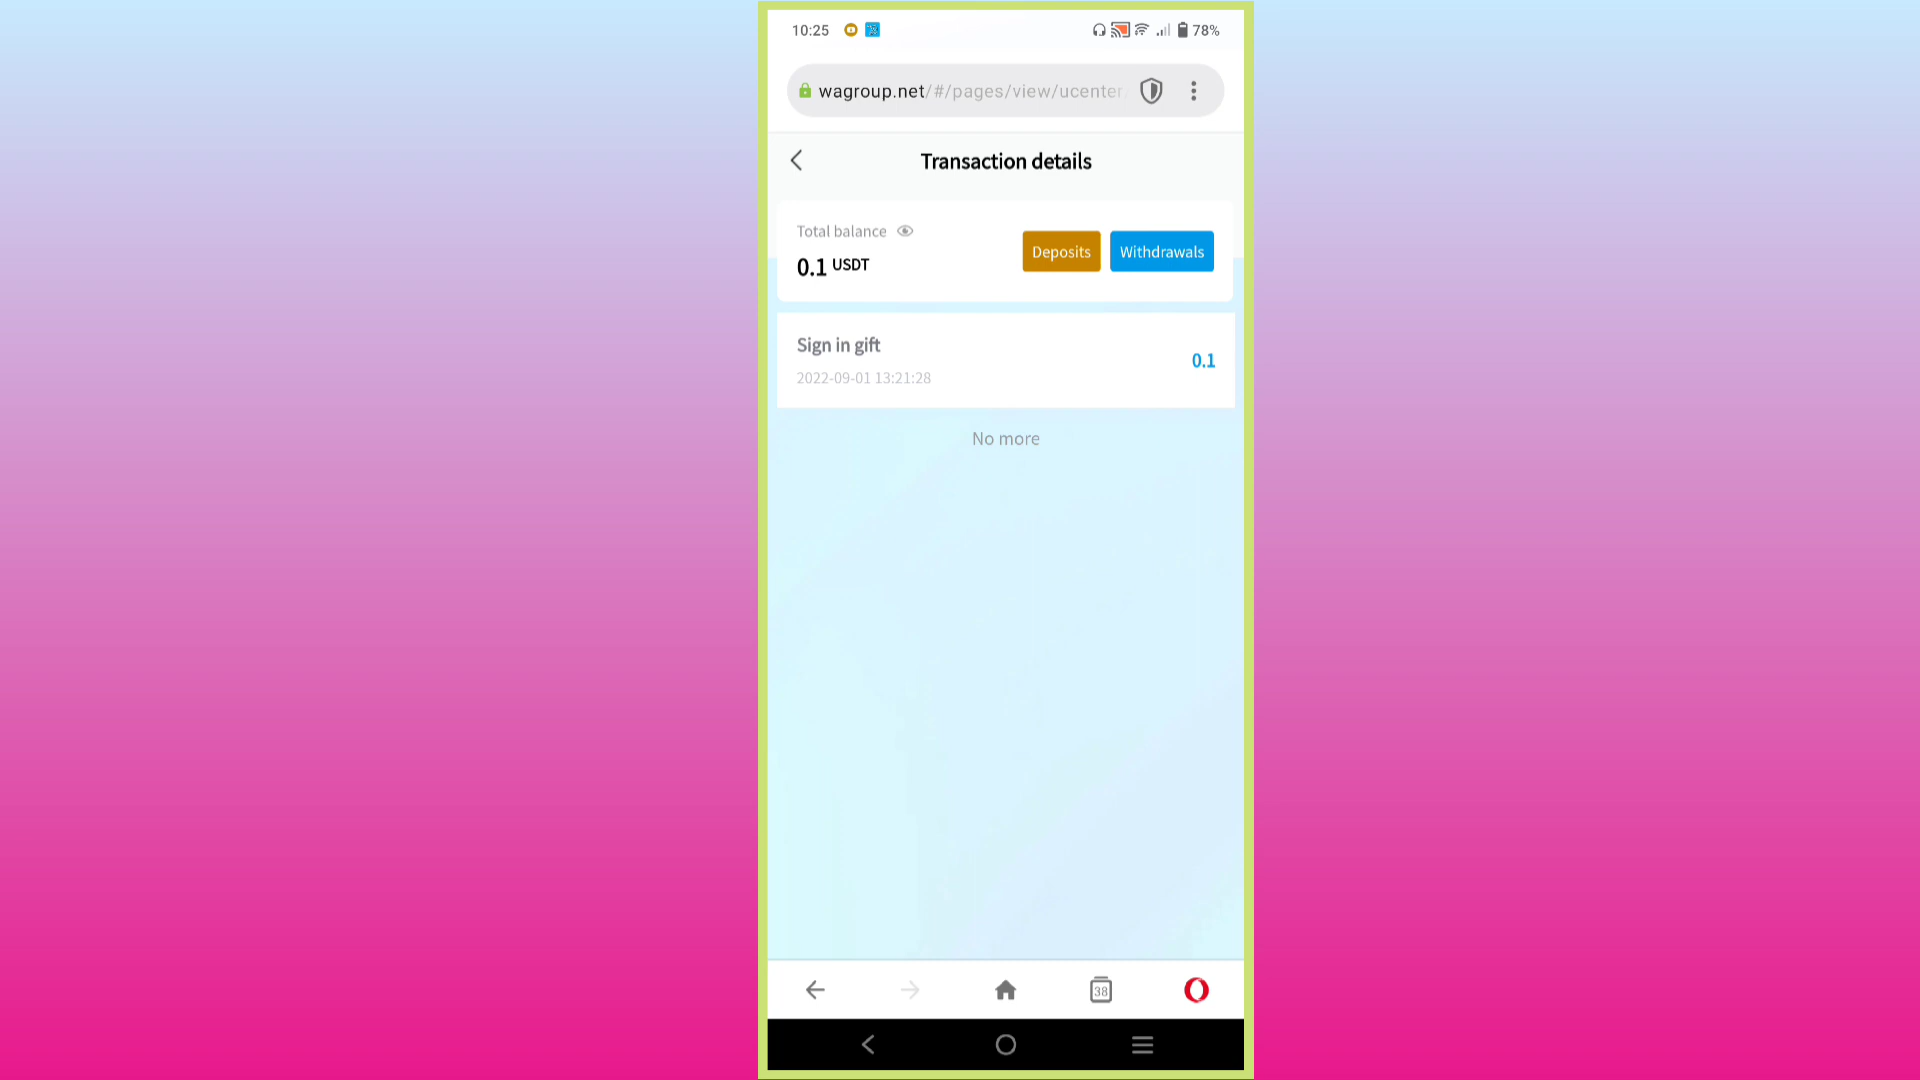 10:25
78%
wagroup.net/#/pages/view/ucenter
Transaction details
Total balance
0.1 USDT
Deposits
Withdrawals
Sign in gift
2022-09-01 13:21:28
0.1
No more
38